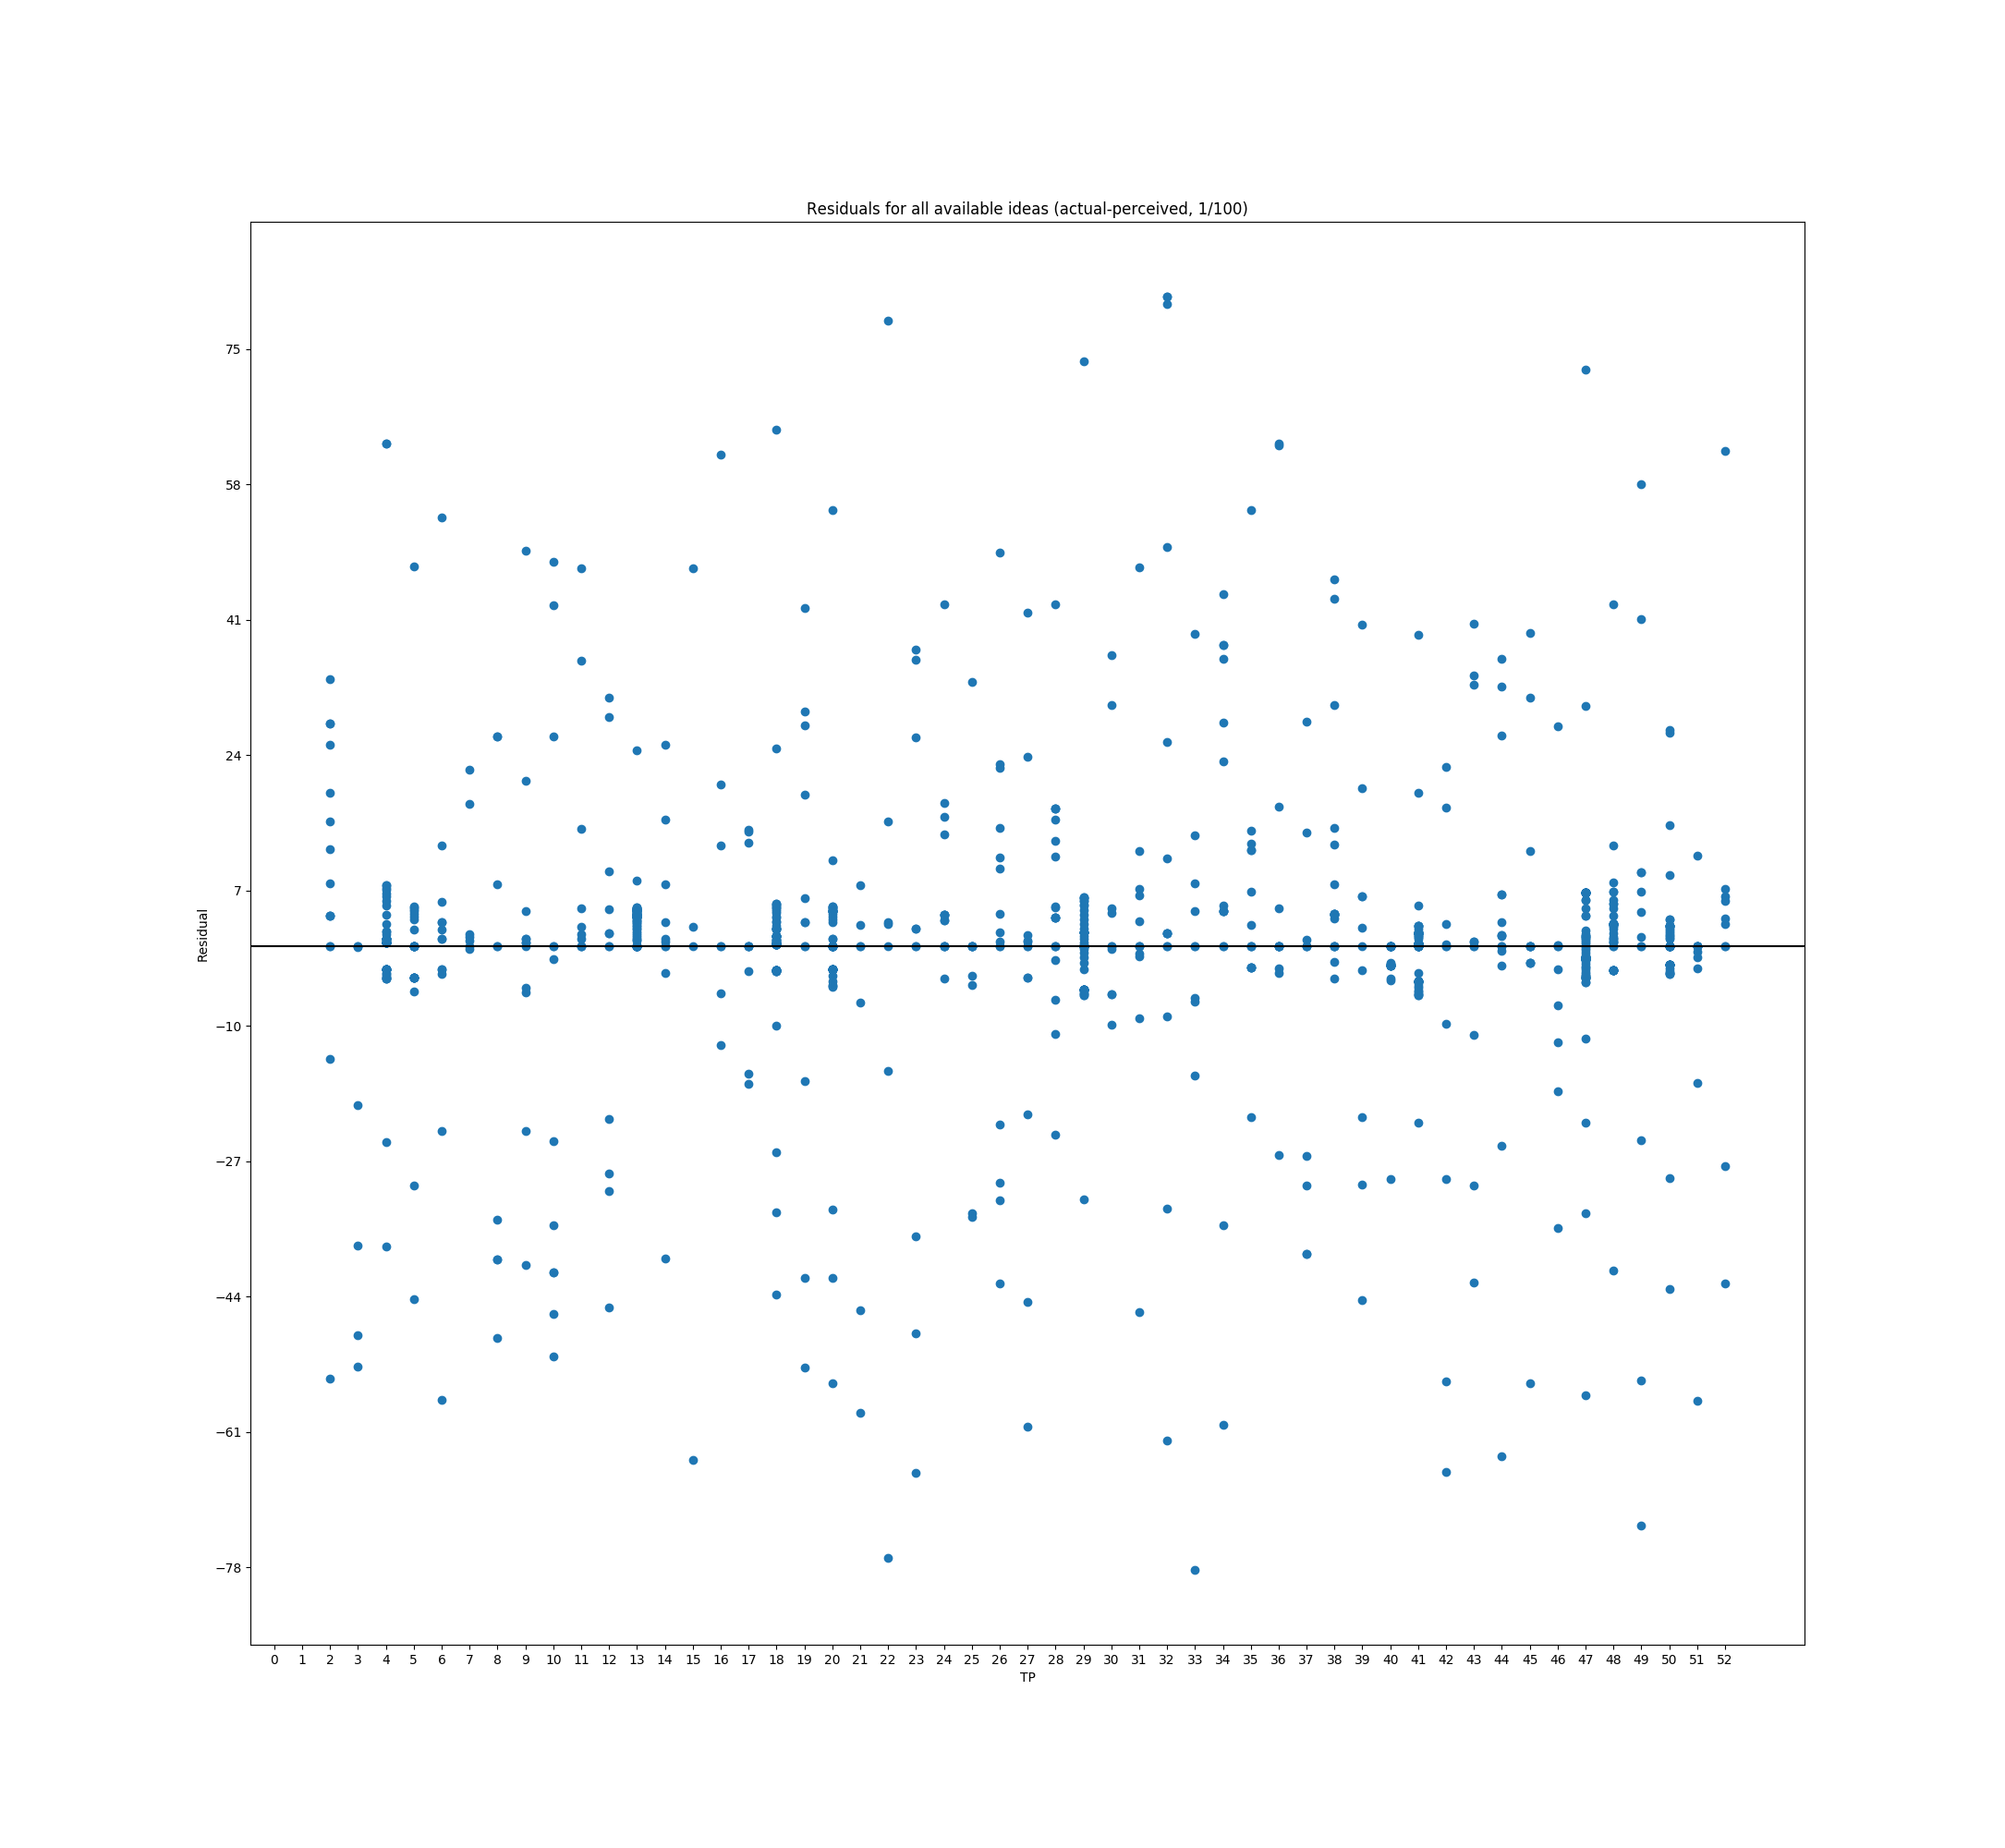 Residuals for all available ideas (actual-perceived, 1/100)
75
58
41
24
7
−10
−27
−44
−61
−78
Residual
0 1 2 3 4 5 6 7 8 9 10 11 12 13 14 15 16 17 18 19 20 21 22 23 24 25 26 27 28 29 30 31 32 33 34 35 36 37 38 39 40 41 42 43 44 45 46 47 48 49 50 51 52
TP